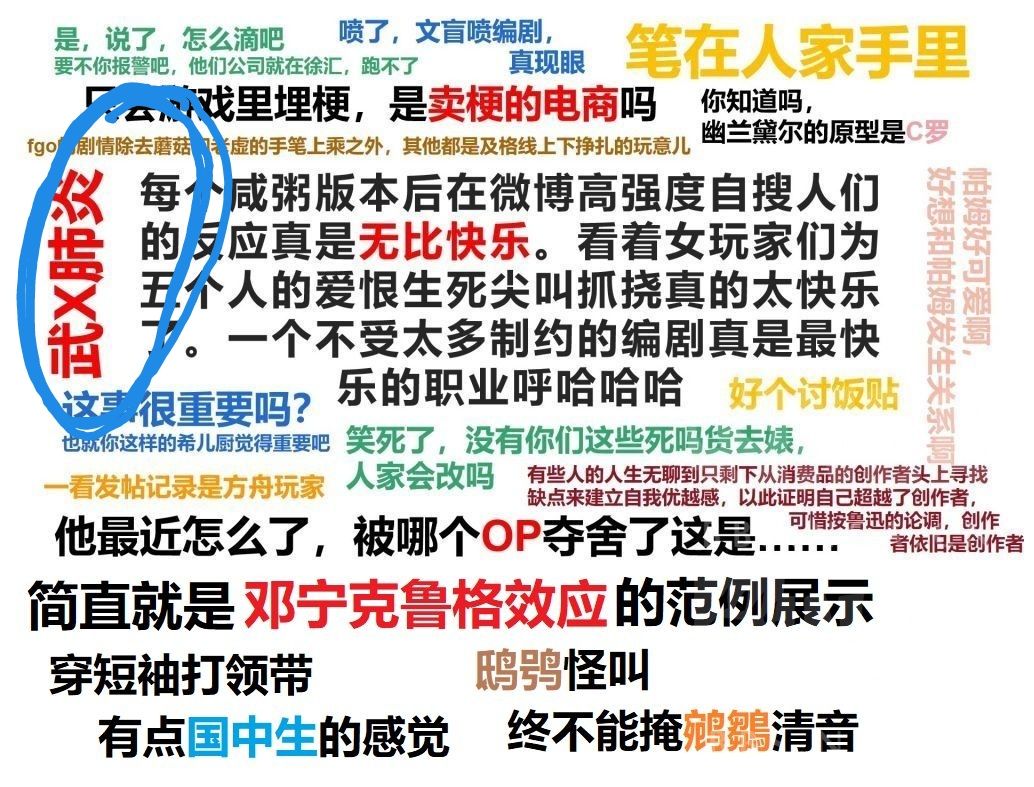 是，说了，怎么滴吧
要不你报警吧，他们公司就在徐汇，跑不了
喷了，文盲喷编剧，
真现眼
笔在人家手里
戏里埋梗，是卖梗的电商吗
你知道吗，
幽兰黛尔的原型是C罗
fgo的剧情除去蘑菇和老虚的手笔上乘之外，其他都是及格线上下挣扎的玩意儿
武X肺炎
每个咸粥版本后在微博高强度自搜人们
的反应真是无比快乐。看着女玩家们为
五个人的爱恨生死尖叫抓挠真的太快乐
了。一个不受太多制约的编剧真是最快
乐的职业呼哈哈哈
帕姆好可爱啊，
好想和帕姆发生关系啊
这事很重要吗？
也就你这样的希儿厨觉得重要吧
好个讨饭贴
笑死了，没有你们这些死吗货去婊，
人家会改吗
一看发帖记录是方舟玩家
有些人的人生无聊到只剩下从消费品的创作者头上寻找
缺点来建立自我优越感，以此证明自己超越了创作者，
可惜按鲁迅的论调，创作
者依旧是创作者
他最近怎么了，被哪个OP夺舍了这是……
简直就是邓宁克鲁格效应的范例展示
穿短袖打领带
鸱鸮怪叫
有点国中生的感觉
终不能掩鹓鶵清音